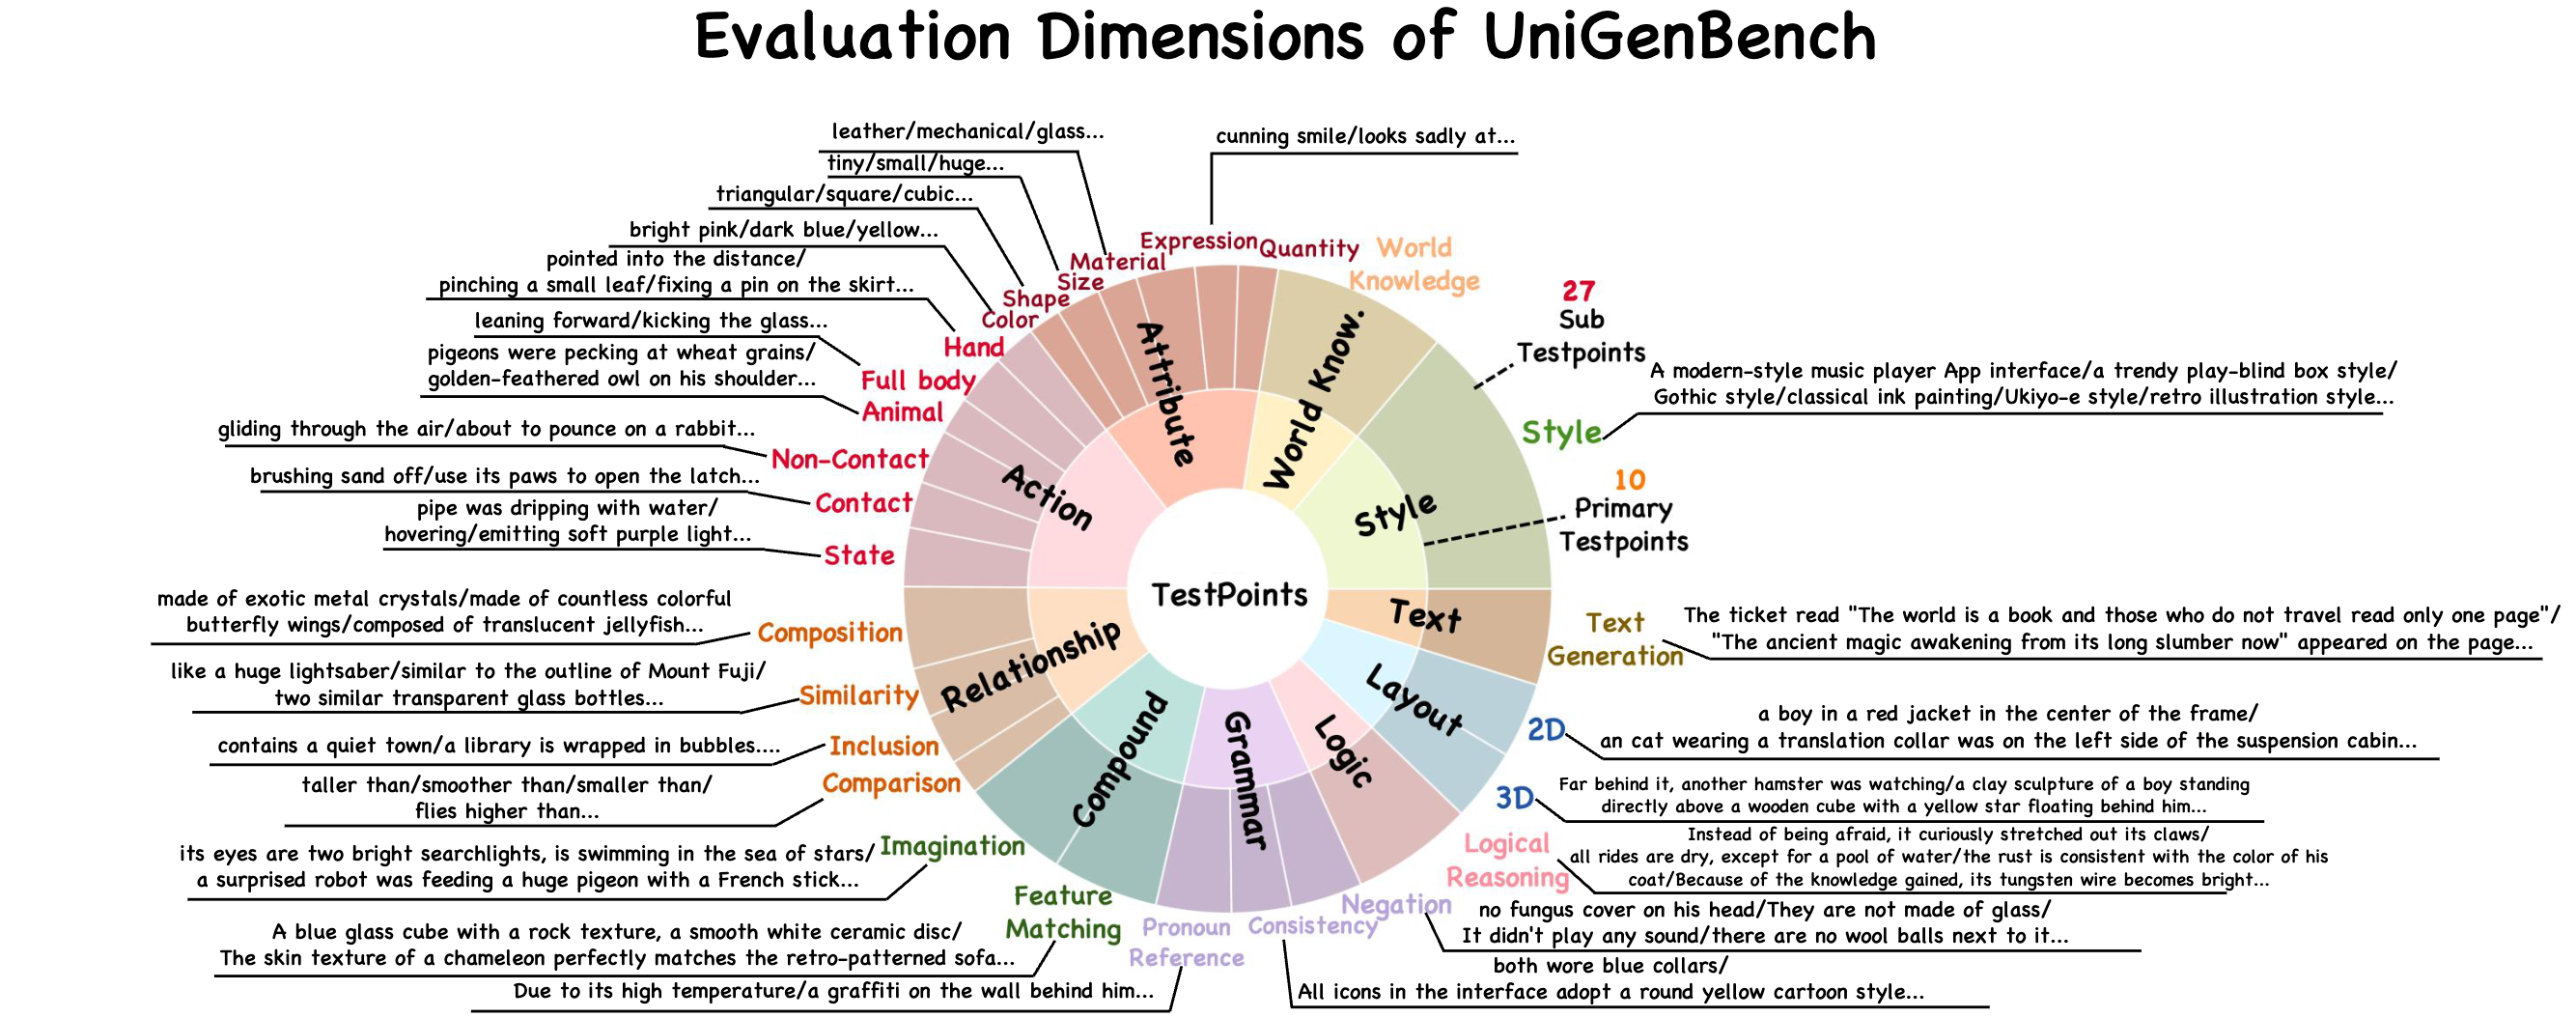 Evaluation Dimensions of UniGenBench
leather/mechanical/glass...
cunning smile/looks sadly at...
tiny/small/huge...
triangular/square/cubic...
bright pink/dark blue/yellow...
pointed into the distance/
pinching a small leaf/fixing a pin on the skirt...
leaning forward/kicking the glass...
pigeons were pecking at wheat grains/
golden-feathered owl on his shoulder...
gliding through the air/about to pounce on a rabbit...
brushing sand off/use its paws to open the latch...
pipe was dripping with water/
hovering/emitting soft purple light...
made of exotic metal crystals/made of countless colorful
butterfly wings/composed of translucent jellyfish...
like a huge lightsaber/similar to the outline of Mount Fuji/
two similar transparent glass bottles...
contains a quiet town/a library is wrapped in bubbles....
taller than/smoother than/smaller than/
flies higher than...
its eyes are two bright searchlights, is swimming in the sea of stars/
a surprised robot was feeding a huge pigeon with a French stick...
A blue glass cube with a rock texture, a smooth white ceramic disc/
The skin texture of a chameleon perfectly matches the retro-patterned sofa...
Due to its high temperature/a graffiti on the wall behind him...
Expression
Quantity
Material
Size
Shape
Color
Hand
Full body
Animal
Non-Contact
Contact
State
Composition
Similarity
Inclusion
Comparison
Imagination
Feature
Matching
Pronoun
Reference
Consistency
Negation
World
Knowledge
27
Sub
Testpoints
Style
10
Primary
Testpoints
Text
Generation
2D
3D
Logical
Reasoning
Attribute
World Know.
Action
Style
TestPoints
Text
Relationship
Layout
Compound
Grammar
Logic
A modern-style music player App interface/a trendy play-blind box style/
Gothic style/classical ink painting/Ukiyo-e style/retro illustration style...
The ticket read "The world is a book and those who do not travel read only one page"/
"The ancient magic awakening from its long slumber now" appeared on the page...
a boy in a red jacket in the center of the frame/
an cat wearing a translation collar was on the left side of the suspension cabin...
Far behind it, another hamster was watching/a clay sculpture of a boy standing
directly above a wooden cube with a yellow star floating behind him...
Instead of being afraid, it curiously stretched out its claws/
all rides are dry, except for a pool of water/the rust is consistent with the color of his
coat/Because of the knowledge gained, its tungsten wire becomes bright...
no fungus cover on his head/They are not made of glass/
It didn't play any sound/there are no wool balls next to it...
both wore blue collars/
All icons in the interface adopt a round yellow cartoon style...